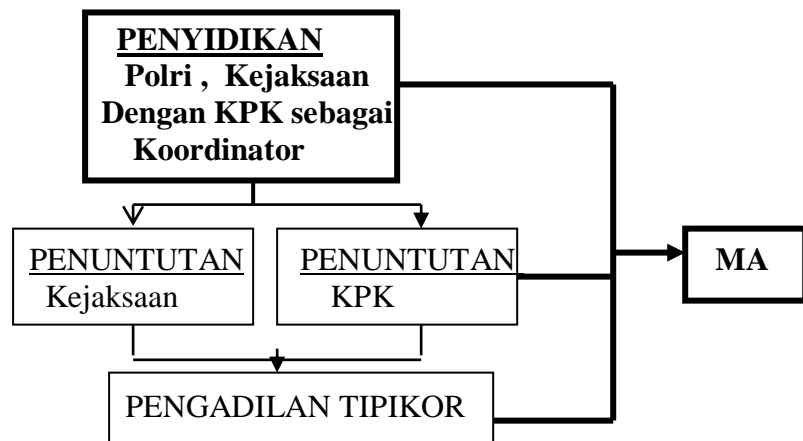 PENYIDIKAN
Polri , Kejaksaan
Dengan KPK sebagai
Koordinator
PENUNTUTAN
Kejaksaan
PENUNTUTAN
KPK
MA
PENGADILAN TIPIKOR